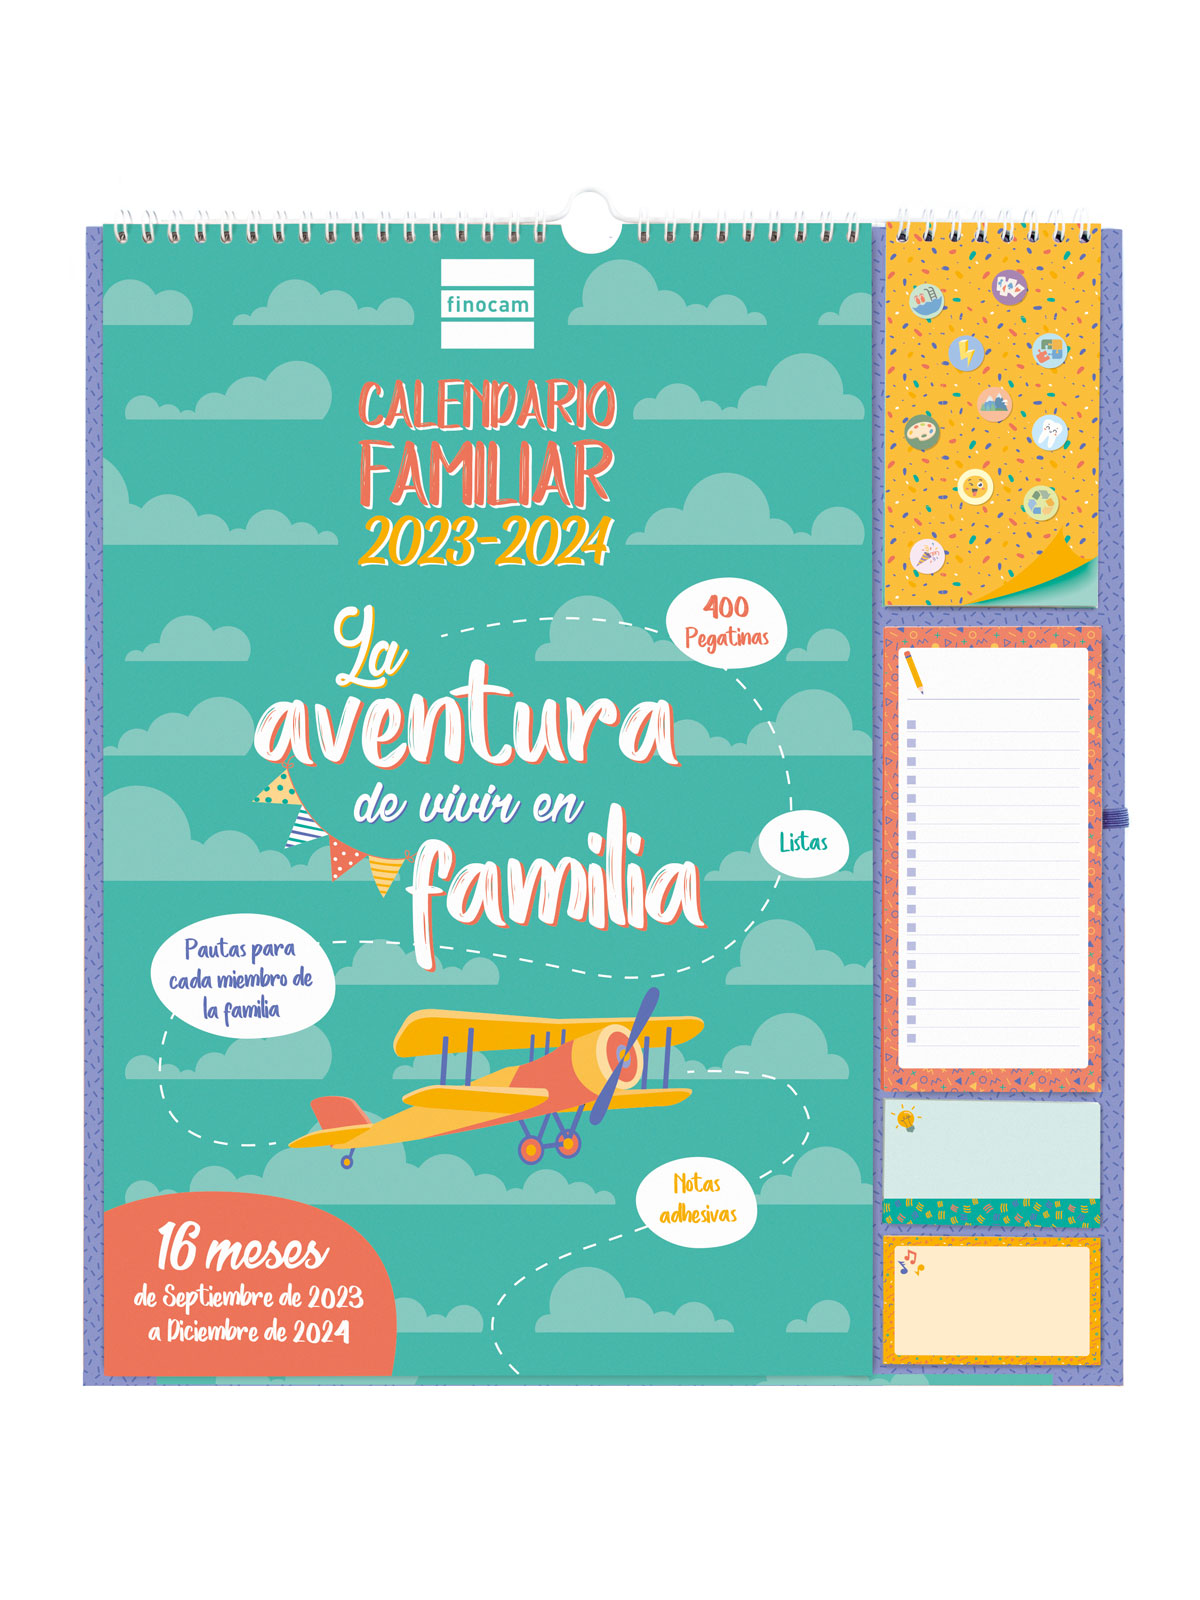 finocam
CALENDARIO
FAMILIAR
2023-2024
La
aventura
de vivir en
familia
400
Pegatinas
Listas
Pautas para
cada miembro de
la familia
Notas
adhesivas
16 meses
de Septiembre de 2023
a Diciembre de 2024